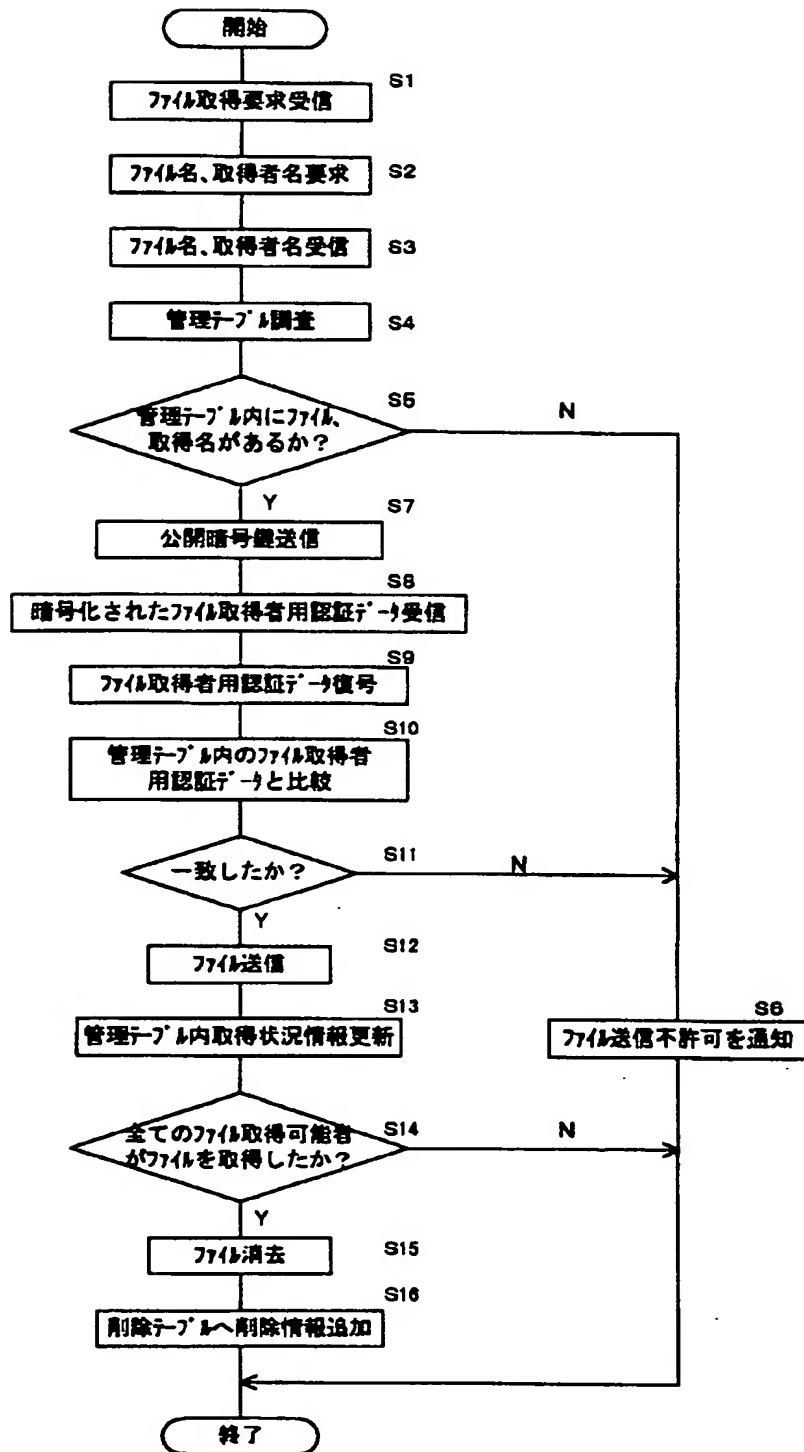 開始
S1
ファイル取得要求受信
S2
ファイル名、取得者名要求
S3
ファイル名、取得者名受信
S4
管理テーブル調査
S5
管理テーブル内にファイル、
取得名があるか?
N
Y
S7
公開暗号鍵送信
S8
暗号化されたファイル取得者用認証データ受信
S9
ファイル取得者用認証データ復号
S10
管理テーブル内のファイル取得者
用認証データと比較
S11
一致したか?
N
Y
S12
ファイル送信
S13
管理テーブル内取得状況情報更新
S6
ファイル送信不許可を通知
S14
全てのファイル取得可能者
がファイルを取得したか?
N
Y
S15
ファイル消去
S16
削除テーブルへ削除情報追加
終了